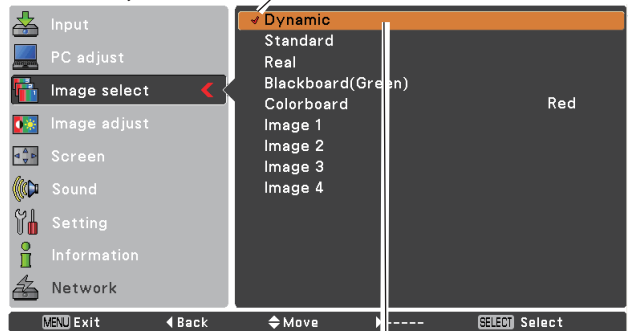 Input
PC adjust
Image select
Image adjust
Screen
Sound
Setting
Information
Network
Dynamic
Standard
Real
Blackboard(Green)
Colorboard Red
Image 1
Image 2
Image 3
Image 4
MENU Exit Back Move ----- SELECT Select